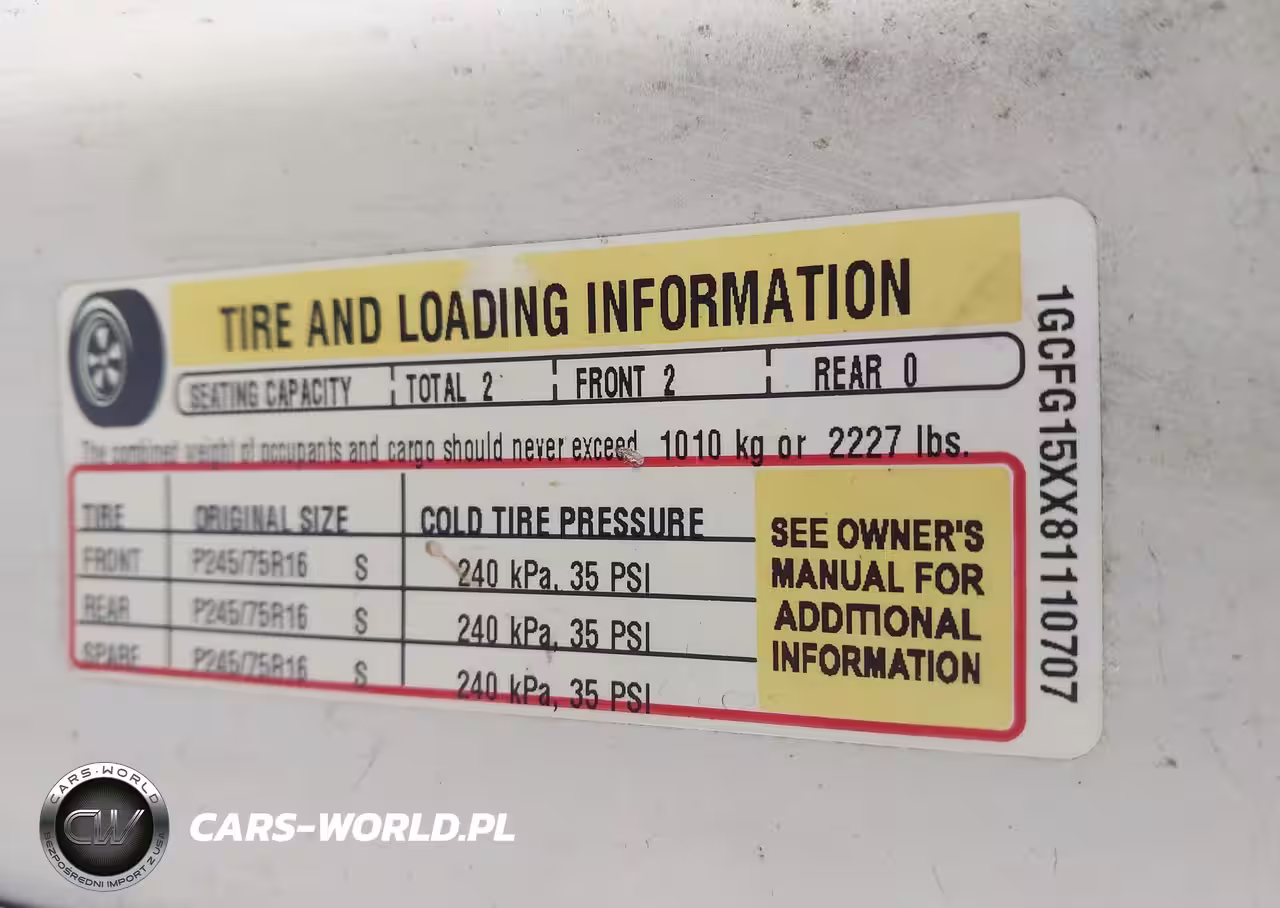 TIRE AND LOADING INFORMATION
SEATING CAPACITY TOTAL 2 FRONT 2 REAR 0
The combined weight of occupants and cargo should never exceed 1010 kg or 2227 lbs.
TIRE ORIGINAL SIZE COLD TIRE PRESSURE
FRONT P245/75R16 S 240 kPa, 35 PSI
REAR P245/75R16 S 240 kPa, 35 PSI
SPARE P245/75R16 S 240 kPa, 35 PSI
SEE OWNER'S
MANUAL FOR
ADDITIONAL
INFORMATION
1GCFG15XX81110707
CARS-WORLD
CW
BEZPOŚREDNI IMPORT Z USA
CARS-WORLD.PL